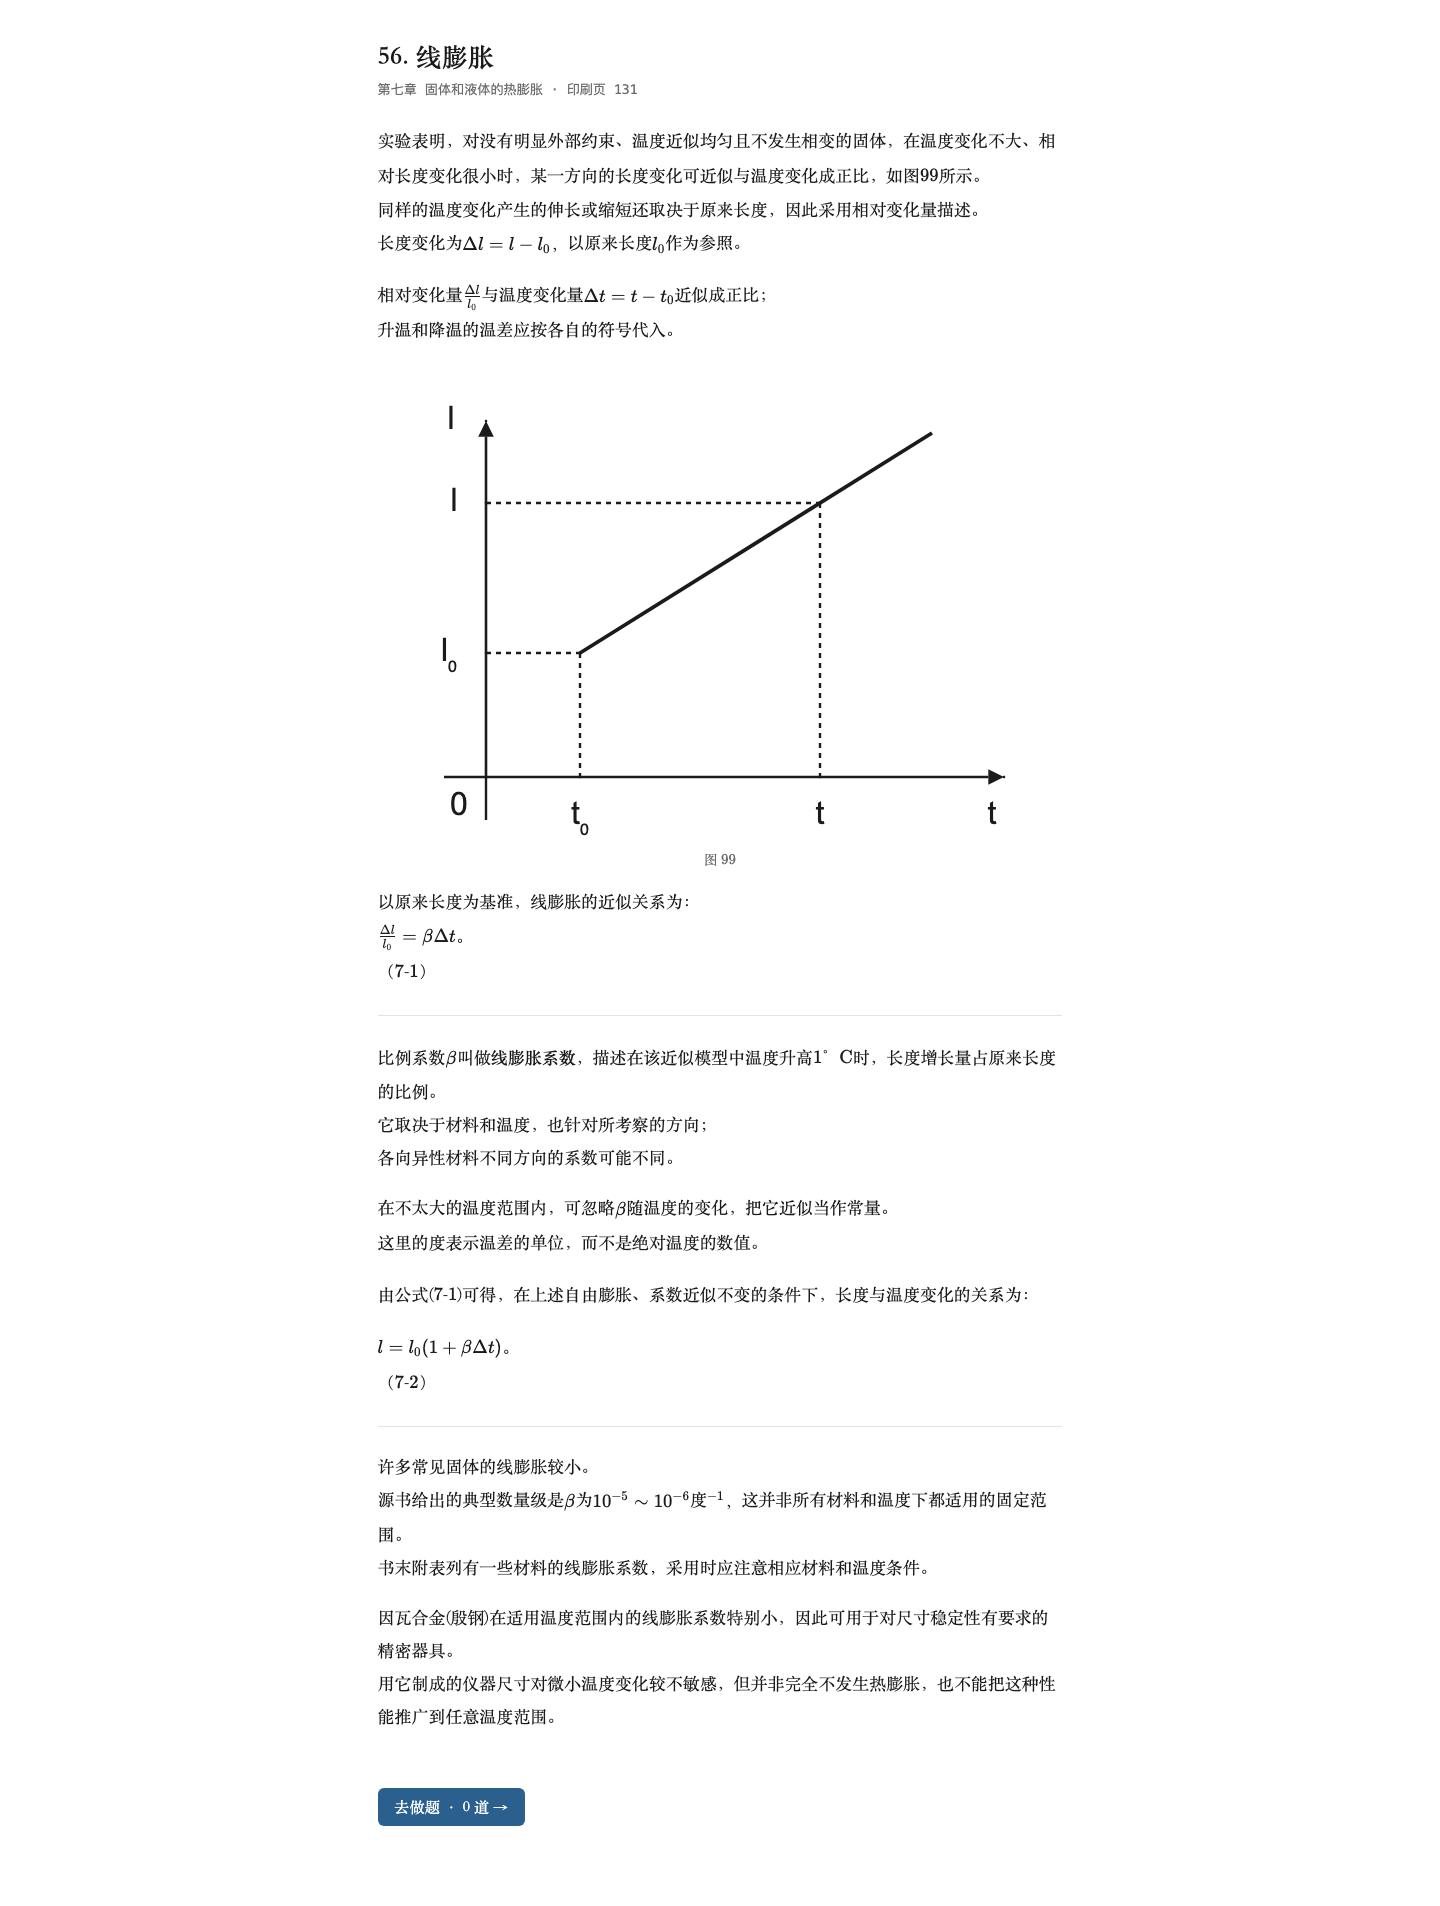 56. 线膨胀
第七章 固体和液体的热膨胀 · 印刷页 131
实验表明，对没有明显外部约束、温度近似均匀且不发生相变的固体，在温度变化不大、相
对长度变化很小时，某一方向的长度变化可近似与温度变化成正比，如图99所示。
同样的温度变化产生的伸长或缩短还取决于原来长度，因此采用相对变化量描述。
长度变化为Δl = l − l₀，以原来长度l₀作为参照。
相对变化量Δl/l₀与温度变化量Δt = t − t₀近似成正比；
升温和降温的温差应按各自的符号代入。
l
l
l₀
0
t₀
t
t
图 99
以原来长度为基准，线膨胀的近似关系为：
Δl/l₀ = βΔt。
（7-1）
比例系数β叫做线膨胀系数，描述在该近似模型中温度升高1°C时，长度增长量占原来长度
的比例。
它取决于材料和温度，也针对所考察的方向；
各向异性材料不同方向的系数可能不同。
在不太大的温度范围内，可忽略β随温度的变化，把它近似当作常量。
这里的度表示温差的单位，而不是绝对温度的数值。
由公式(7-1)可得，在上述自由膨胀、系数近似不变的条件下，长度与温度变化的关系为：
l = l₀(1 + βΔt)。
（7-2）
许多常见固体的线膨胀较小。
源书给出的典型数量级是β为10⁻⁵ ∼ 10⁻⁶度⁻¹，这并非所有材料和温度下都适用的固定范
围。
书末附表列有一些材料的线膨胀系数，采用时应注意相应材料和温度条件。
因瓦合金(殷钢)在适用温度范围内的线膨胀系数特别小，因此可用于对尺寸稳定性有要求的
精密器具。
用它制成的仪器尺寸对微小温度变化较不敏感，但并非完全不发生热膨胀，也不能把这种性
能推广到任意温度范围。
去做题 · 0 道 →